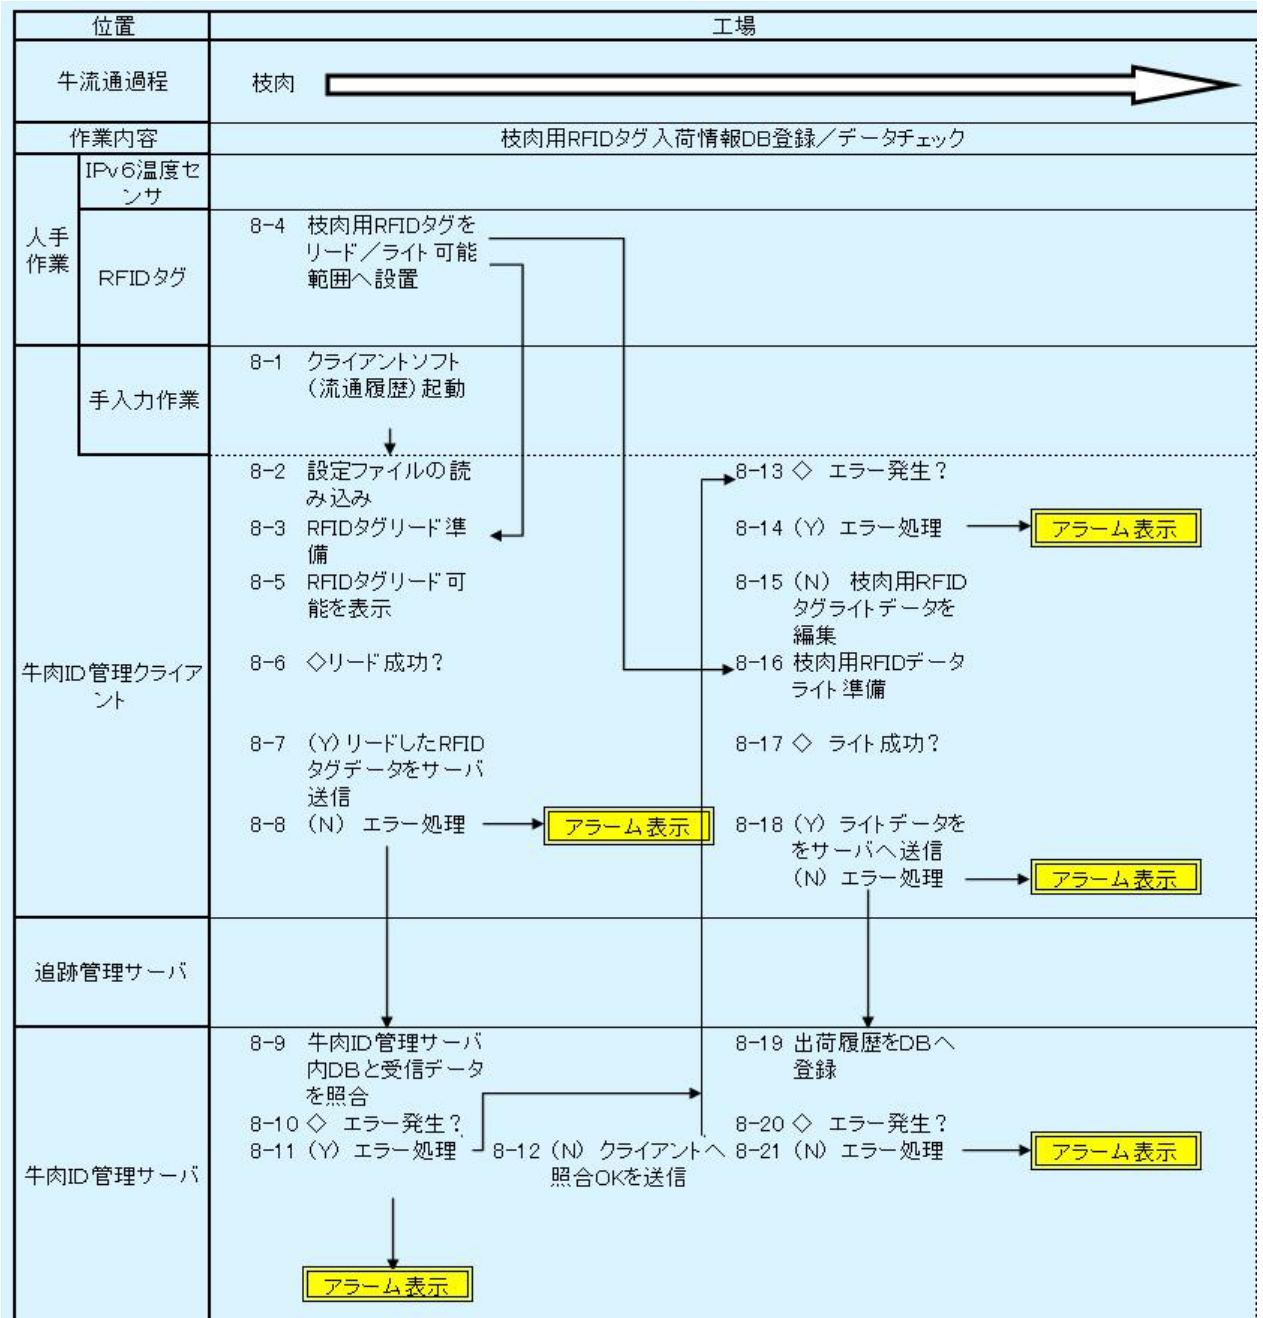 位置
工場
牛流通過程
枝肉
作業内容
枝肉用RFIDタグ入荷情報DB登録／データチェック
人手
作業
IPv6温度セ
ンサ
RFIDタグ
8-4 枝肉用RFIDタグを
リード／ライト可能
範囲へ設置
手入力作業
8-1 クライアントソフト
（流通履歴）起動
牛肉ID管理クライア
ント
8-2 設定ファイルの読
み込み
8-3 RFIDタグリード準
備
8-5 RFIDタグリード可
能を表示
8-6 ◇リード成功？
8-7 （Y）リードしたRFID
タグデータをサーバ
送信
8-8 （N） エラー処理
アラーム表示
8-13 ◇ エラー発生？
8-14 （Y） エラー処理
アラーム表示
8-15 （N） 枝肉用RFID
タグライトデータを
編集
8-16 枝肉用RFIDデータ
ライト準備
8-17 ◇ ライト成功？
8-18 （Y） ライトデータを
をサーバへ送信
（N） エラー処理
アラーム表示
追跡管理サーバ
牛肉ID管理サーバ
8-9 牛肉ID管理サーバ
内DBと受信データ
を照合
8-10 ◇ エラー発生？
8-11 （Y） エラー処理
アラーム表示
8-12 （N） クライアントへ
照合OKを送信
8-19 出荷履歴をDBへ
登録
8-20 ◇ エラー発生？
8-21 （N） エラー処理
アラーム表示